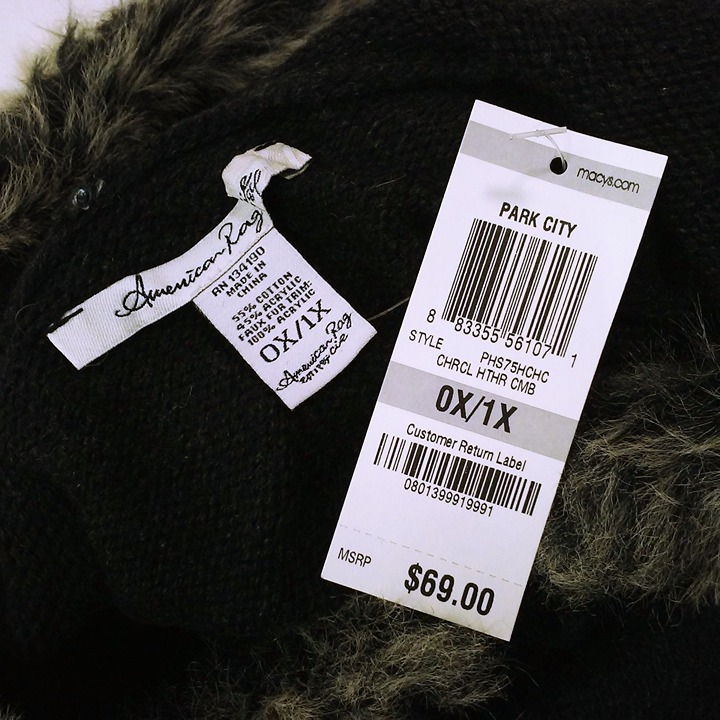 American Rag
Cie
RN 134190
MADE IN
CHINA
55% COTTON
45% ACRYLIC
FAUX FUR TRIM:
100% ACRYLIC
0X/1X
American Rag
macys.com
PARK CITY
8 83355 56107 1
STYLE PHS75HCHC
CHRCL HTHR CMB
0X/1X
Customer Return Label
0801399919991
MSRP
$69.00